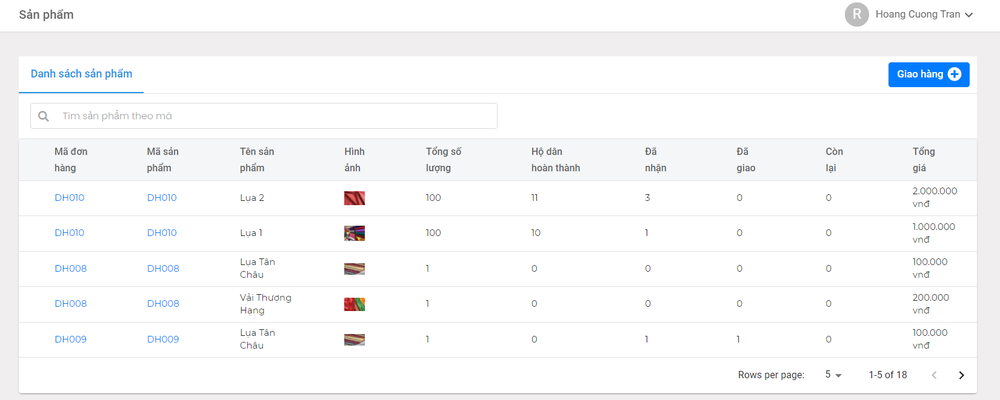 Sản phẩm
R Hoang Cuong Tran
Danh sách sản phẩm
Giao hàng
Tìm sản phẩm theo mã
Mã đơn hàng Mã sản phẩm Tên sản phẩm Hình ảnh Tổng số lượng Hộ dân hoàn thành Đã nhận Đã giao Còn lại Tổng giá
DH010 DH010 Lụa 2 100 11 3 0 0 2.000.000 vnđ
DH010 DH010 Lụa 1 100 10 1 0 0 1.000.000 vnđ
DH008 DH008 Lụa Tân Châu 1 0 0 0 0 100.000 vnđ
DH008 DH008 Vải Thượng Hạng 1 0 0 0 0 200.000 vnđ
DH009 DH009 Lụa Tân Châu 1 0 1 1 0 100.000 vnđ
Rows per page: 5 1-5 of 18